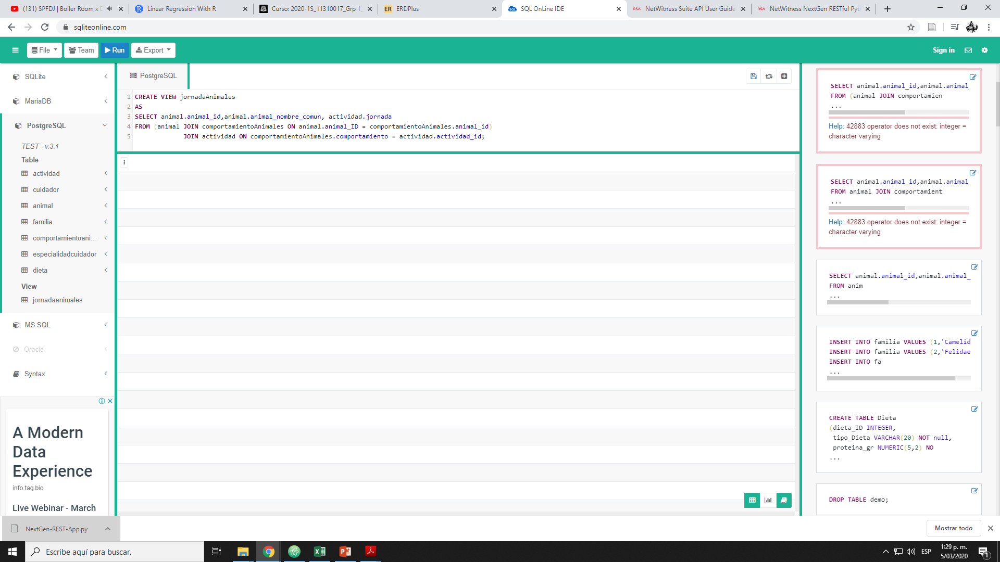 (131) SPFDJ | Boiler Room x D
Linear Regression With R
Curso: 2020-1S_11310017_Grp 1_
ER ERDPlus
SQL OnLine IDE
RSA NetWitness Suite API User Guide
RSA NetWitness NextGen RESTful Pyt
sqliteonline.com
File
Team
Run
Export
Sign in
SQLite
MariaDB
PostgreSQL
TEST - v.3.1
Table
actividad
cuidador
animal
familia
comportamientoani...
especialidadcuidador
dieta
View
jornadaanimales
MS SQL
Oracle
Syntax
A Modern
Data
Experience
info.tag.bio
Live Webinar - March
PostgreSQL
1 CREATE VIEW jornadaAnimales
2 AS
3 SELECT animal.animal_id,animal.animal_nombre_comun, actividad.jornada
4 FROM (animal JOIN comportamientoAnimales ON animal.animal_ID = comportamientoAnimales.animal_id)
5 JOIN actividad ON comportamientoAnimales.comportamiento = actividad.actividad_id;
SELECT animal.animal_id,animal.animal_
FROM (animal JOIN comportamien
...
Help: 42883 operator does not exist: integer =
character varying
SELECT animal.animal_id,animal.animal_
FROM animal JOIN comportamient
...
Help: 42883 operator does not exist: integer =
character varying
SELECT animal.animal_id,animal.animal_
FROM anim
...
INSERT INTO familia VALUES (1,'Camelid
INSERT INTO familia VALUES (2,'Felidae
INSERT INTO fa
...
CREATE TABLE Dieta
(dieta_ID INTEGER,
tipo_Dieta VARCHAR(20) NOT null,
proteina_gr NUMERIC(5,2) NO
...
DROP TABLE demo;
NextGen-REST-App.py
Mostrar todo
Escribe aquí para buscar.
ESP
1:29 p. m.
5/03/2020
1